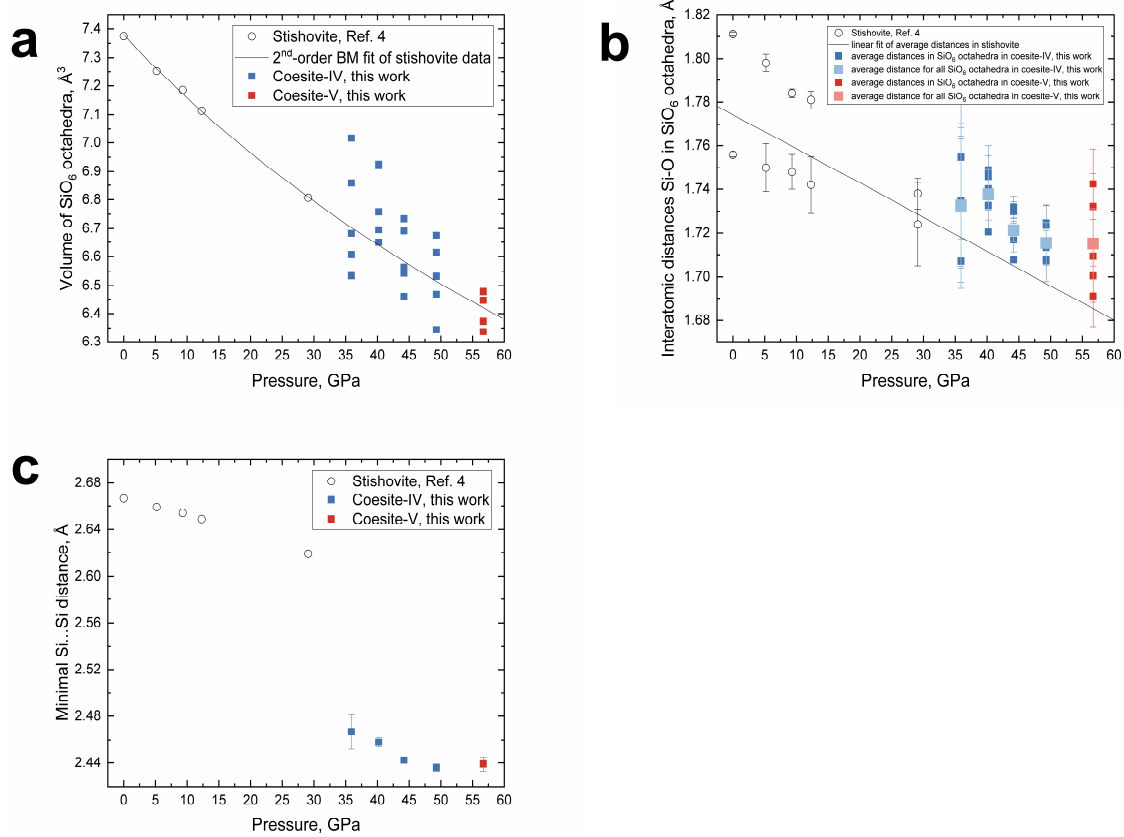 a
7.4
7.3
7.2
7.1
7.0
6.9
6.8
6.7
6.6
6.5
6.4
6.3
Volume of SiO6 octahedra, Å3
Stishovite, Ref. 4
2nd-order BM fit of stishovite data
Coesite-IV, this work
Coesite-V, this work
0 5 10 15 20 25 30 35 40 45 50 55 60
Pressure, GPa
b
1.82
1.80
1.78
1.76
1.74
1.72
1.70
1.68
Interatomic distances Si-O in SiO6 octahedra, Å
Stishovite, Ref. 4
linear fit of average distances in stishovite
average distances in SiO6 octahedra in coesite-IV, this work
average distance for all SiO6 octahedra in coesite-IV, this work
average distances in SiO6 octahedra in coesite-V, this work
average distance for all SiO6 octahedra in coesite-V, this work
0 5 10 15 20 25 30 35 40 45 50 55 60
Pressure, GPa
c
2.68
2.64
2.60
2.56
2.52
2.48
2.44
Minimal Si...Si distance, Å
Stishovite, Ref. 4
Coesite-IV, this work
Coesite-V, this work
0 5 10 15 20 25 30 35 40 45 50 55 60
Pressure, GPa